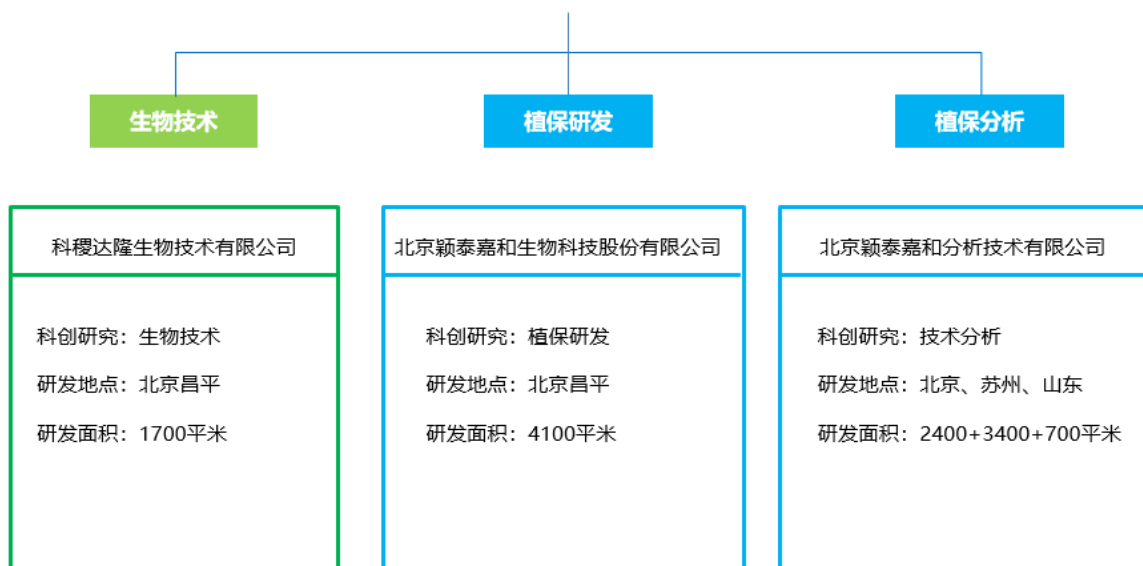 生物技术
植保研发
植保分析
科稷达隆生物技术有限公司
科创研究：生物技术
研发地点：北京昌平
研发面积：1700平米
北京颖泰嘉和生物科技股份有限公司
科创研究：植保研发
研发地点：北京昌平
研发面积：4100平米
北京颖泰嘉和分析技术有限公司
科创研究：技术分析
研发地点：北京、苏州、山东
研发面积：2400+3400+700平米